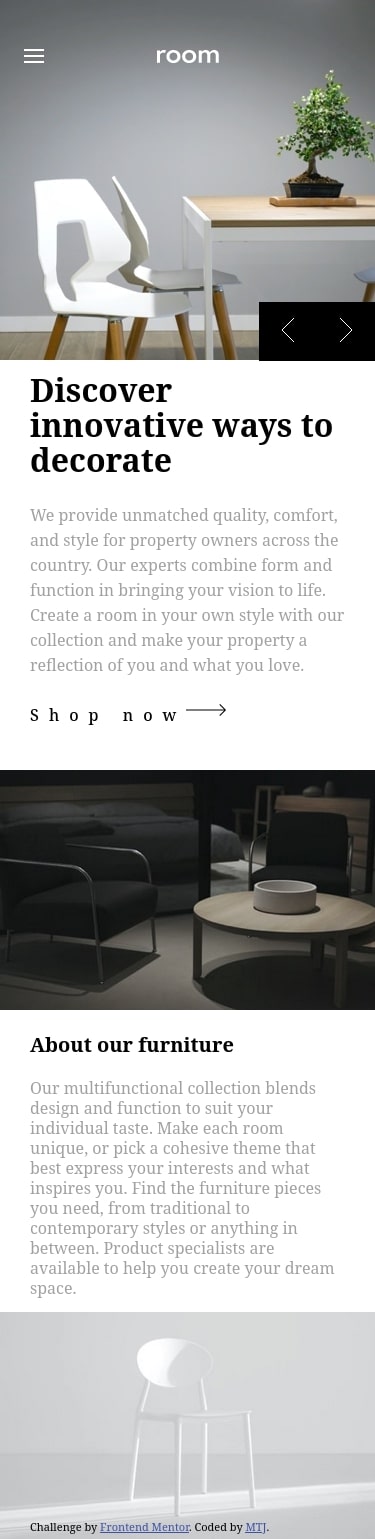 room
Discover
innovative ways to
decorate
We provide unmatched quality, comfort,
and style for property owners across the
country. Our experts combine form and
function in bringing your vision to life.
Create a room in your own style with our
collection and make your property a
reflection of you and what you love.
Shop now
About our furniture
Our multifunctional collection blends
design and function to suit your
individual taste. Make each room
unique, or pick a cohesive theme that
best express your interests and what
inspires you. Find the furniture pieces
you need, from traditional to
contemporary styles or anything in
between. Product specialists are
available to help you create your dream
space.
Challenge by Frontend Mentor. Coded by MTJ.